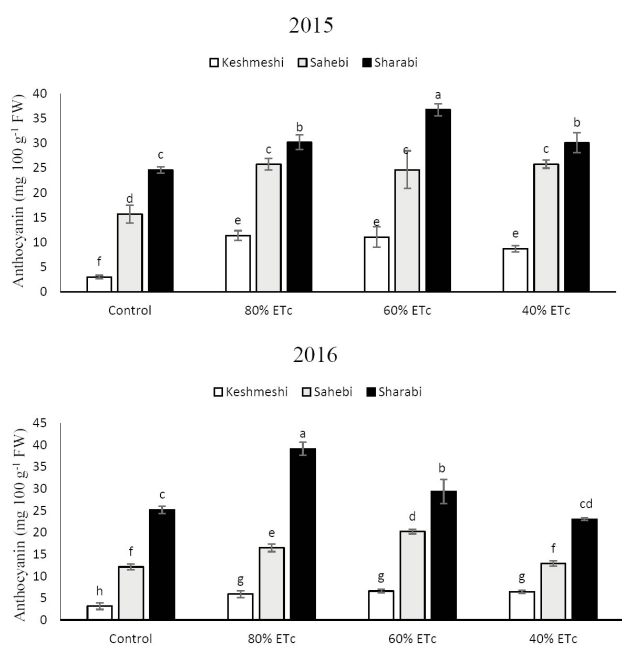 2015
Keshmeshi Sahebi Sharabi
Anthocyanin (mg 100 g-1 FW)
40
35
30
25
20
15
10
5
0
f d c
e c b
e c a
e c b
Control 80% ETc 60% ETc 40% ETc
2016
Keshmeshi Sahebi Sharabi
Anthocyanin (mg 100 g-1 FW)
45
40
35
30
25
20
15
10
5
0
h f c
g e a
g d b
g f cd
Control 80% ETc 60% ETc 40% ETc